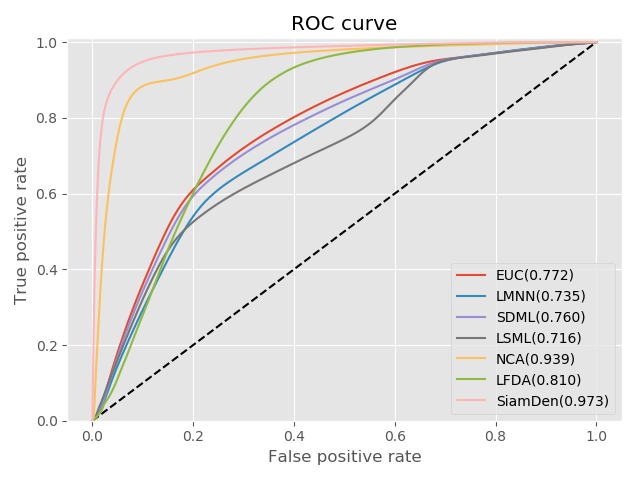 ROC curve
True positive rate
1.0
0.8
0.6
0.4
0.2
0.0
0.0 0.2 0.4 0.6 0.8 1.0
False positive rate
EUC(0.772)
LMNN(0.735)
SDML(0.760)
LSML(0.716)
NCA(0.939)
LFDA(0.810)
SiamDen(0.973)